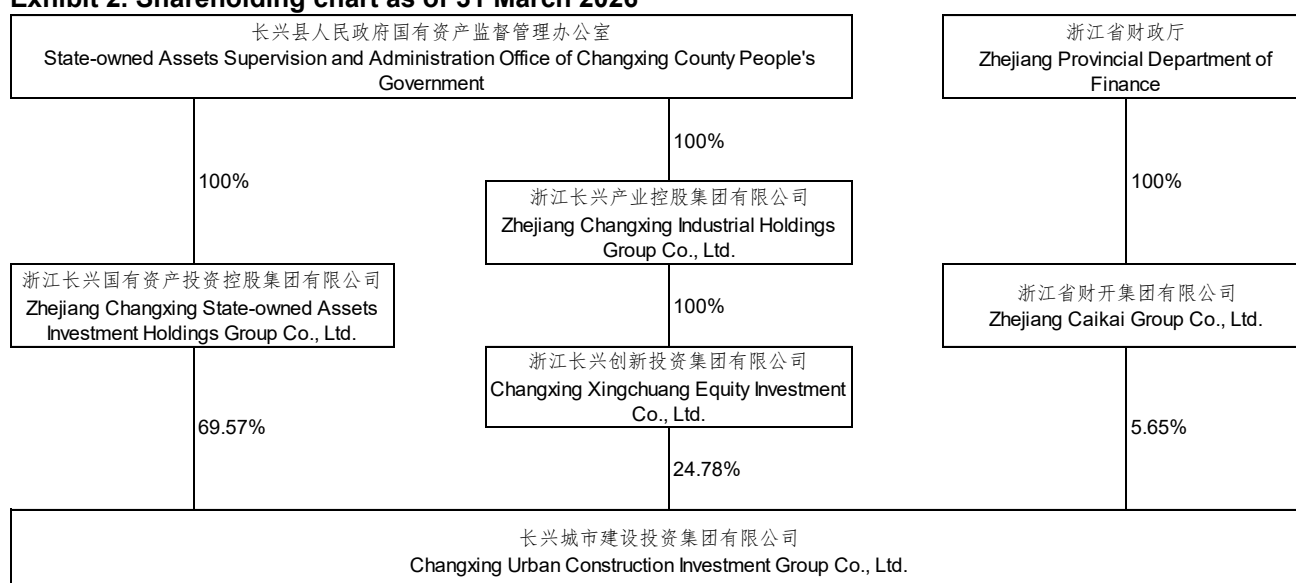 Exhibit 2. Shareholding chart as of 31 March 2026
长兴县人民政府国有资产监督管理办公室
State-owned Assets Supervision and Administration Office of Changxing County People's
Government
浙江省财政厅
Zhejiang Provincial Department of
Finance
100%
100%
100%
浙江长兴产业控股集团有限公司
Zhejiang Changxing Industrial Holdings
Group Co., Ltd.
浙江长兴国有资产投资控股集团有限公司
Zhejiang Changxing State-owned Assets
Investment Holdings Group Co., Ltd.
100%
浙江省财开集团有限公司
Zhejiang Caikai Group Co., Ltd.
浙江长兴创新投资集团有限公司
Changxing Xingchuang Equity Investment
Co., Ltd.
69.57%
24.78%
5.65%
长兴城市建设投资集团有限公司
Changxing Urban Construction Investment Group Co., Ltd.